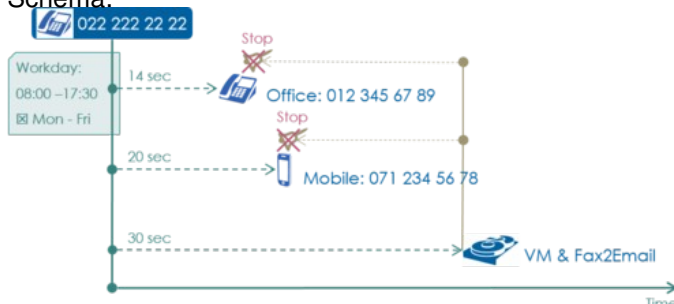 Schema:
022 222 22 22
Stop
Workday:
08:00 –17:30
☒ Mon - Fri
14 sec
Office: 012 345 67 89
Stop
20 sec
Mobile: 071 234 56 78
30 sec
VM & Fax2Email
Time